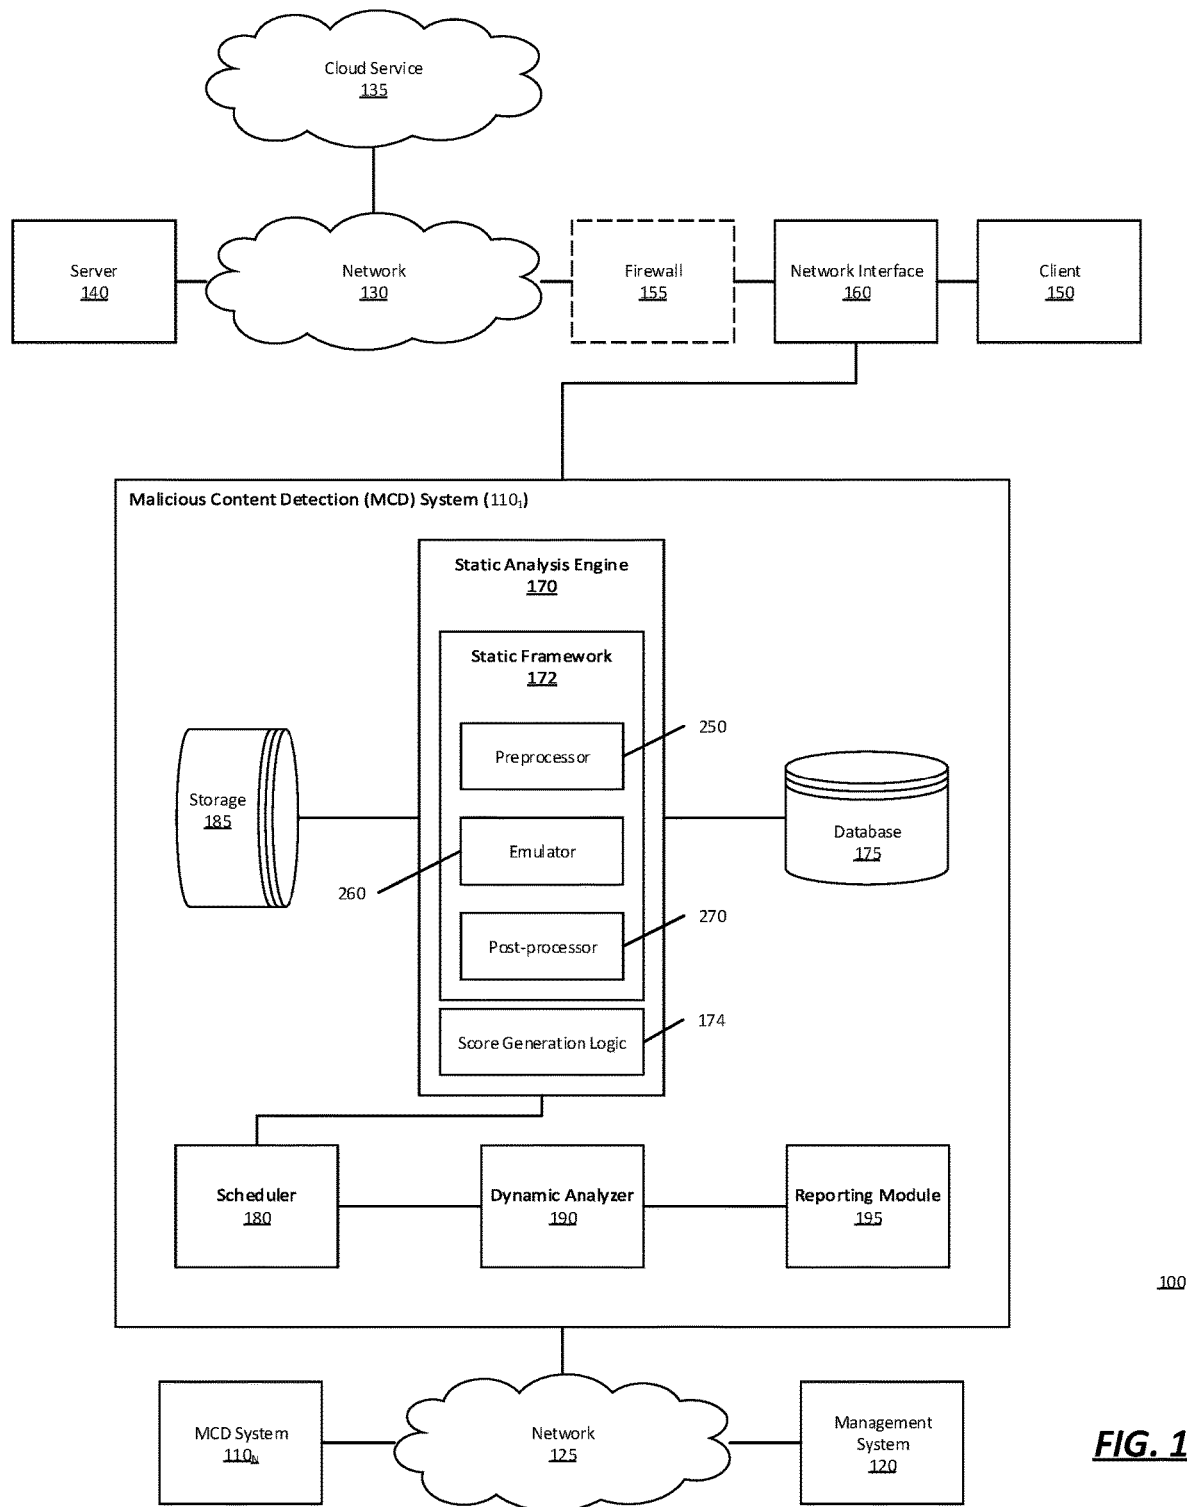 Cloud Service
135
Server
140
Network
130
Firewall
155
Network Interface
160
Client
150
Malicious Content Detection (MCD) System (110₁)
Static Analysis Engine
170
Static Framework
172
Preprocessor
250
Storage
185
Emulator
260
Database
175
Post-processor
270
Score Generation Logic
174
Scheduler
180
Dynamic Analyzer
190
Reporting Module
195
100
MCD System
110N
Network
125
Management
System
120
FIG. 1